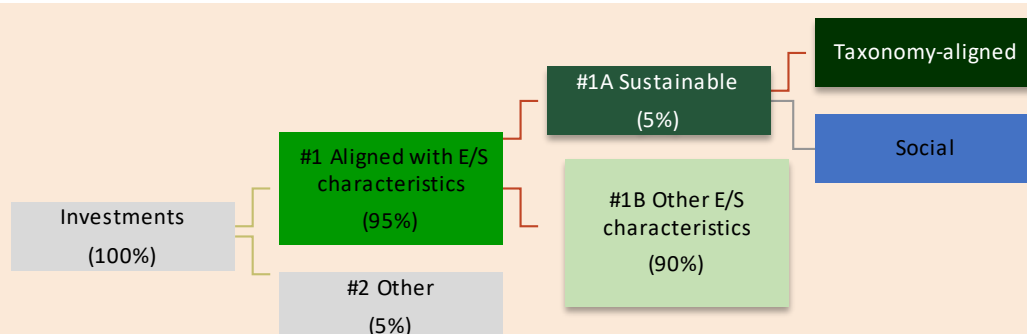 Investments
(100%)
#1 Aligned with E/S
characteristics
(95%)
#2 Other
(5%)
#1A Sustainable
(5%)
#1B Other E/S
characteristics
(90%)
Taxonomy-aligned
Social